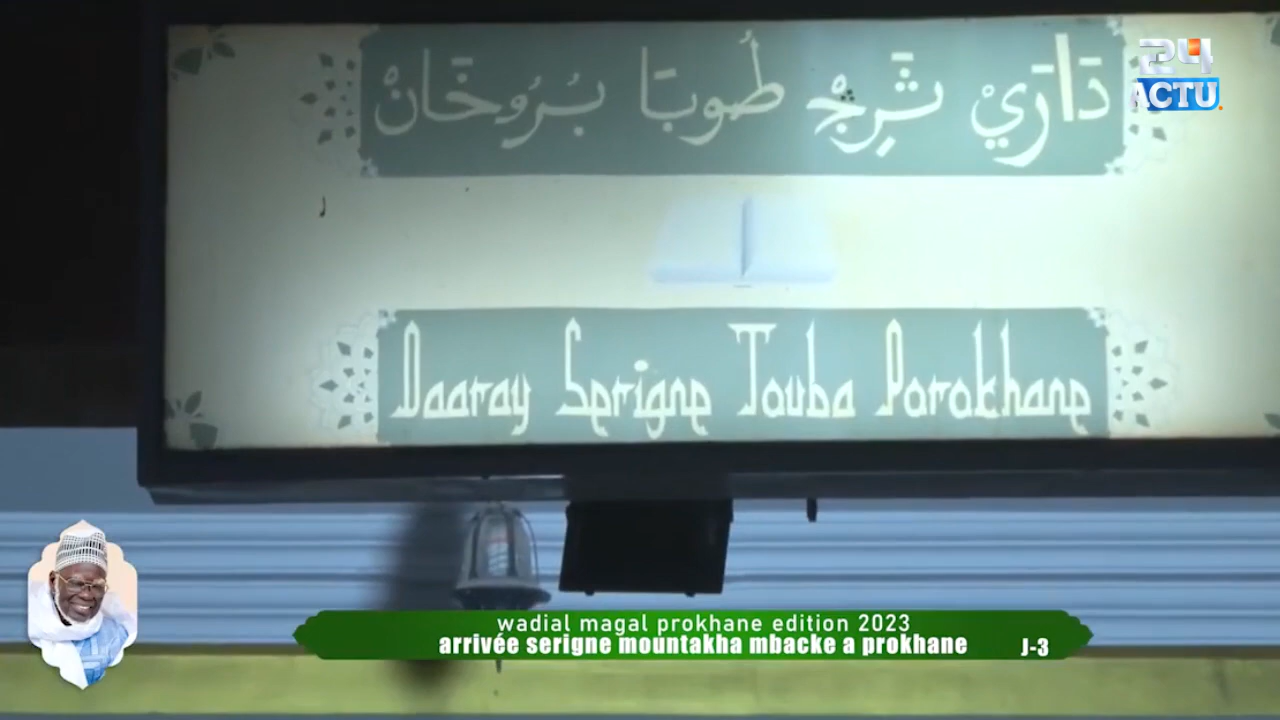 دَارَيْ ثَرِجْ طُوبَا بُرُوخَانْ
24
ACTU.
Daaray Serigne Touba Porokhane
wadial magal prokhane edition 2023
arrivée serigne mountakha mbacke a prokhane
J-3